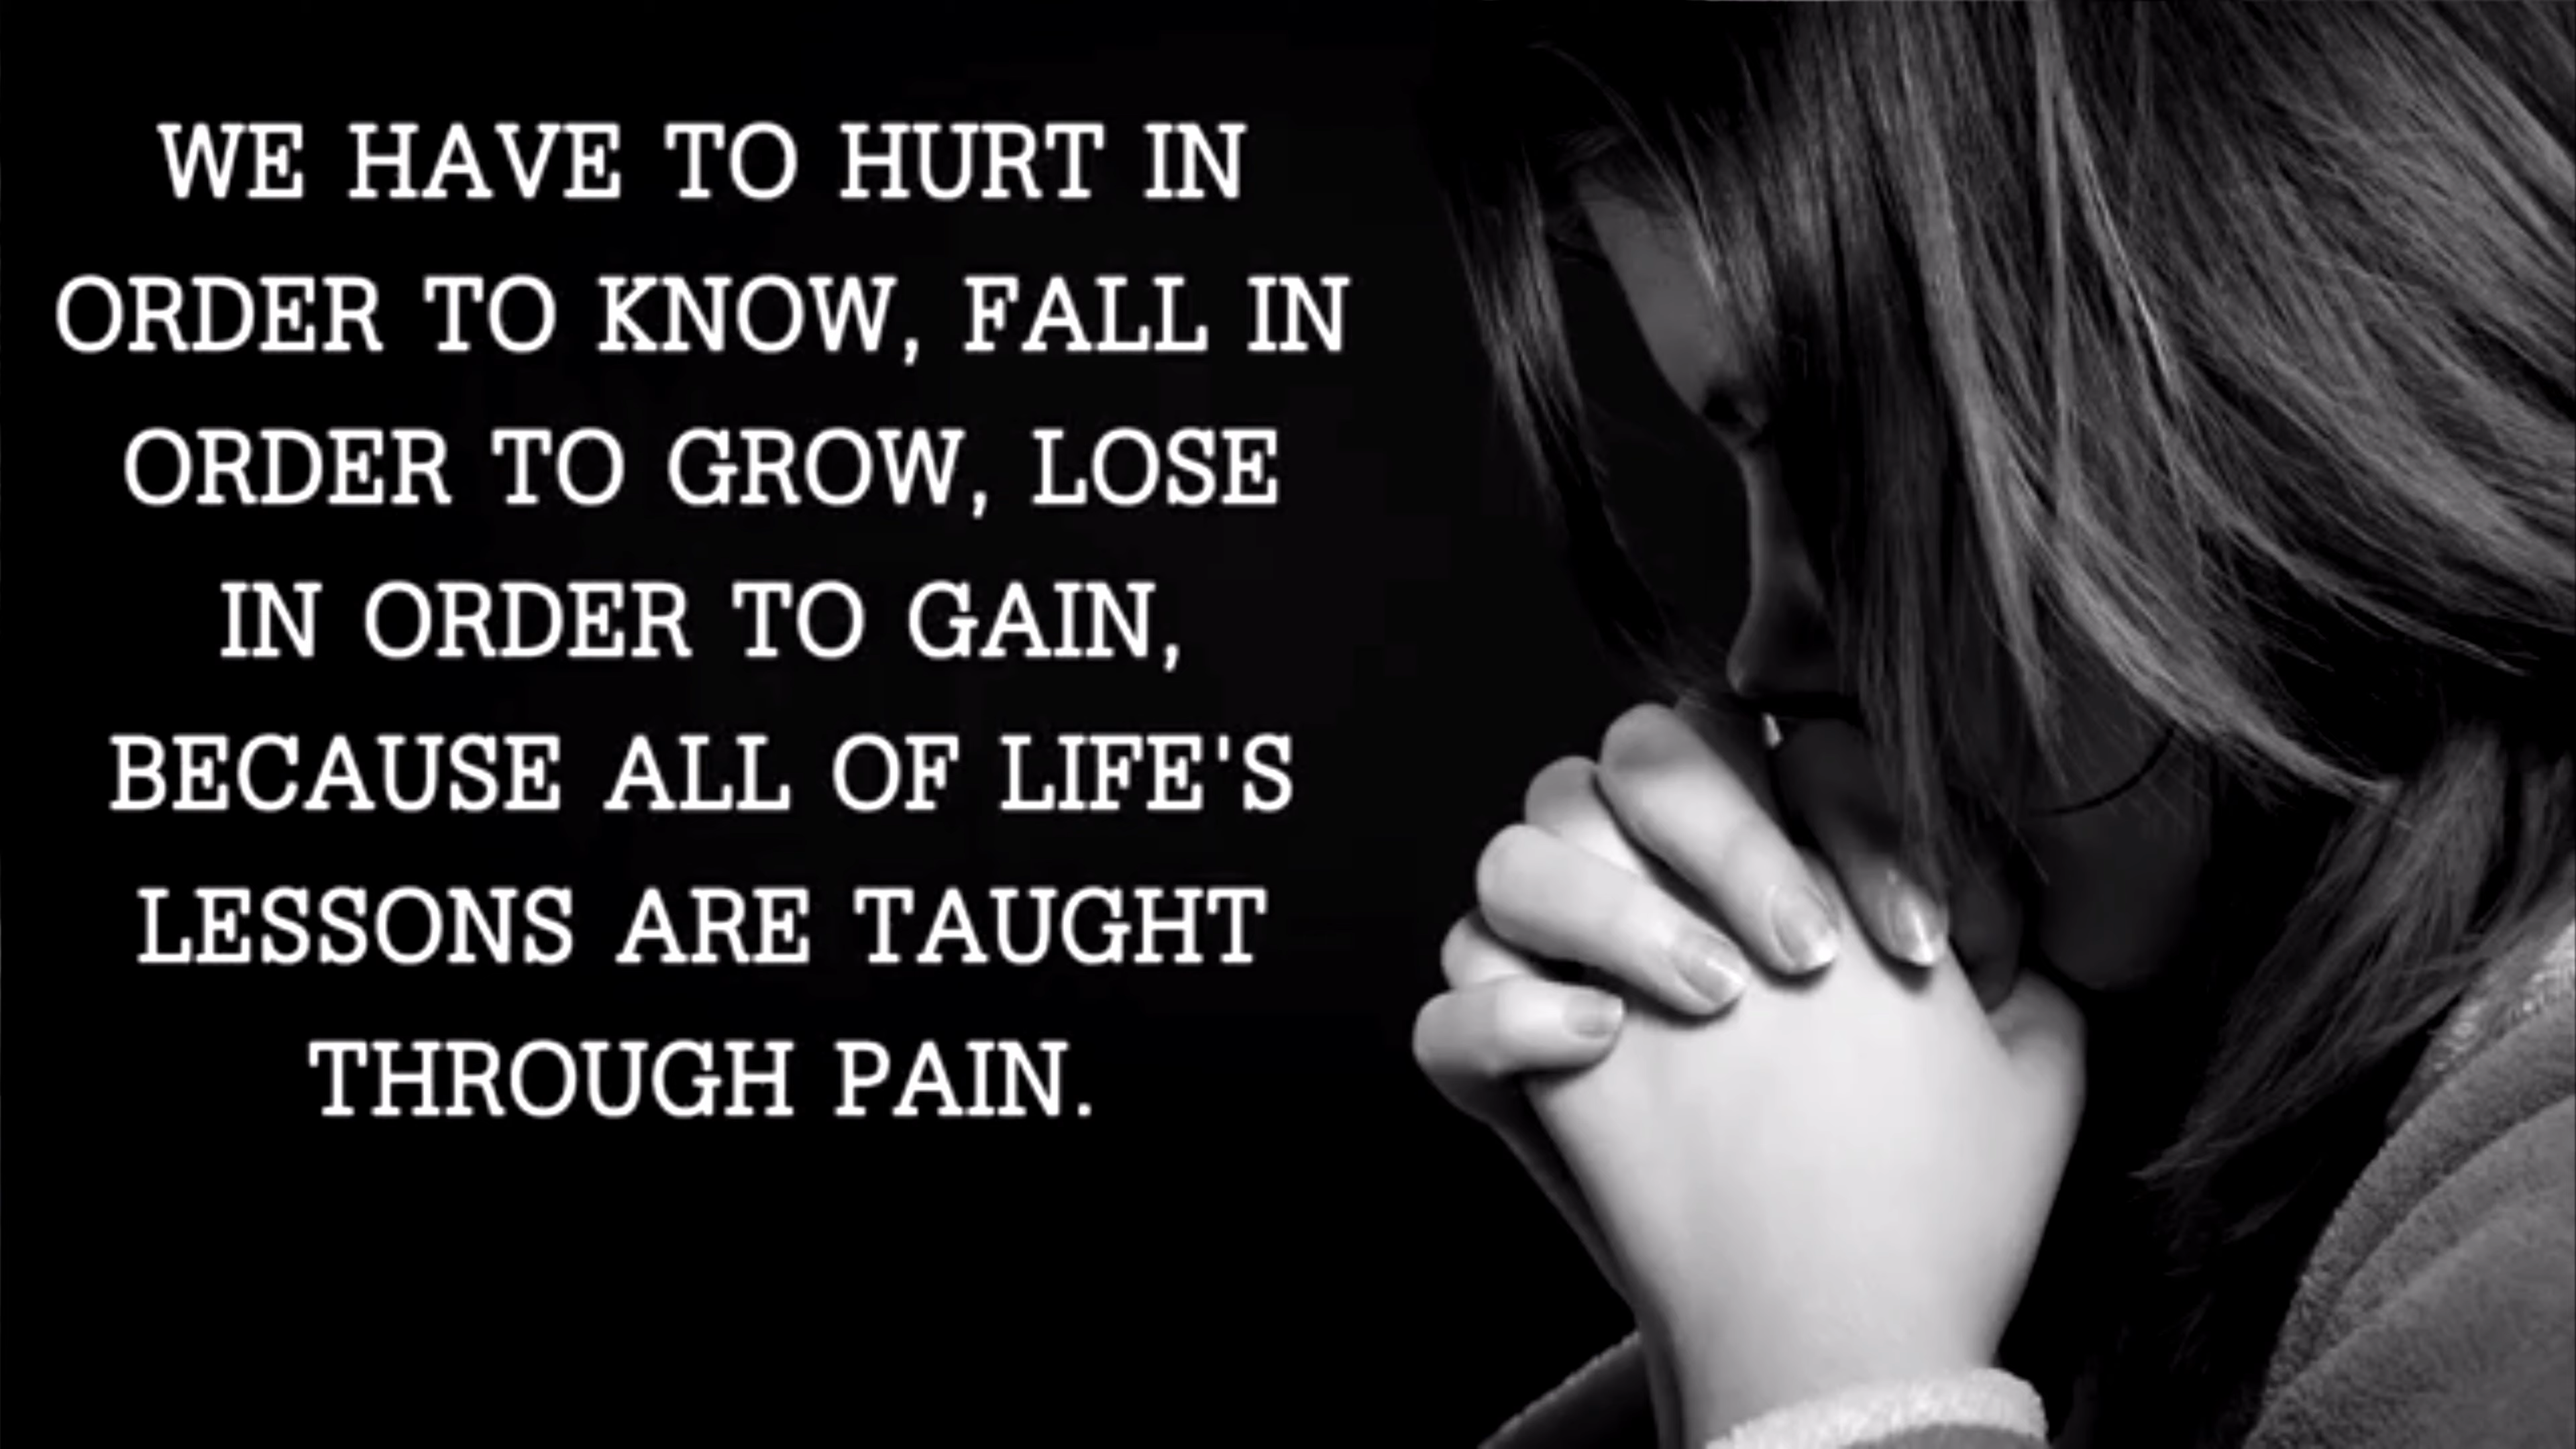 WE HAVE TO HURT IN
ORDER TO KNOW, FALL IN
ORDER TO GROW, LOSE
IN ORDER TO GAIN,
BECAUSE ALL OF LIFE'S
LESSONS ARE TAUGHT
THROUGH PAIN.